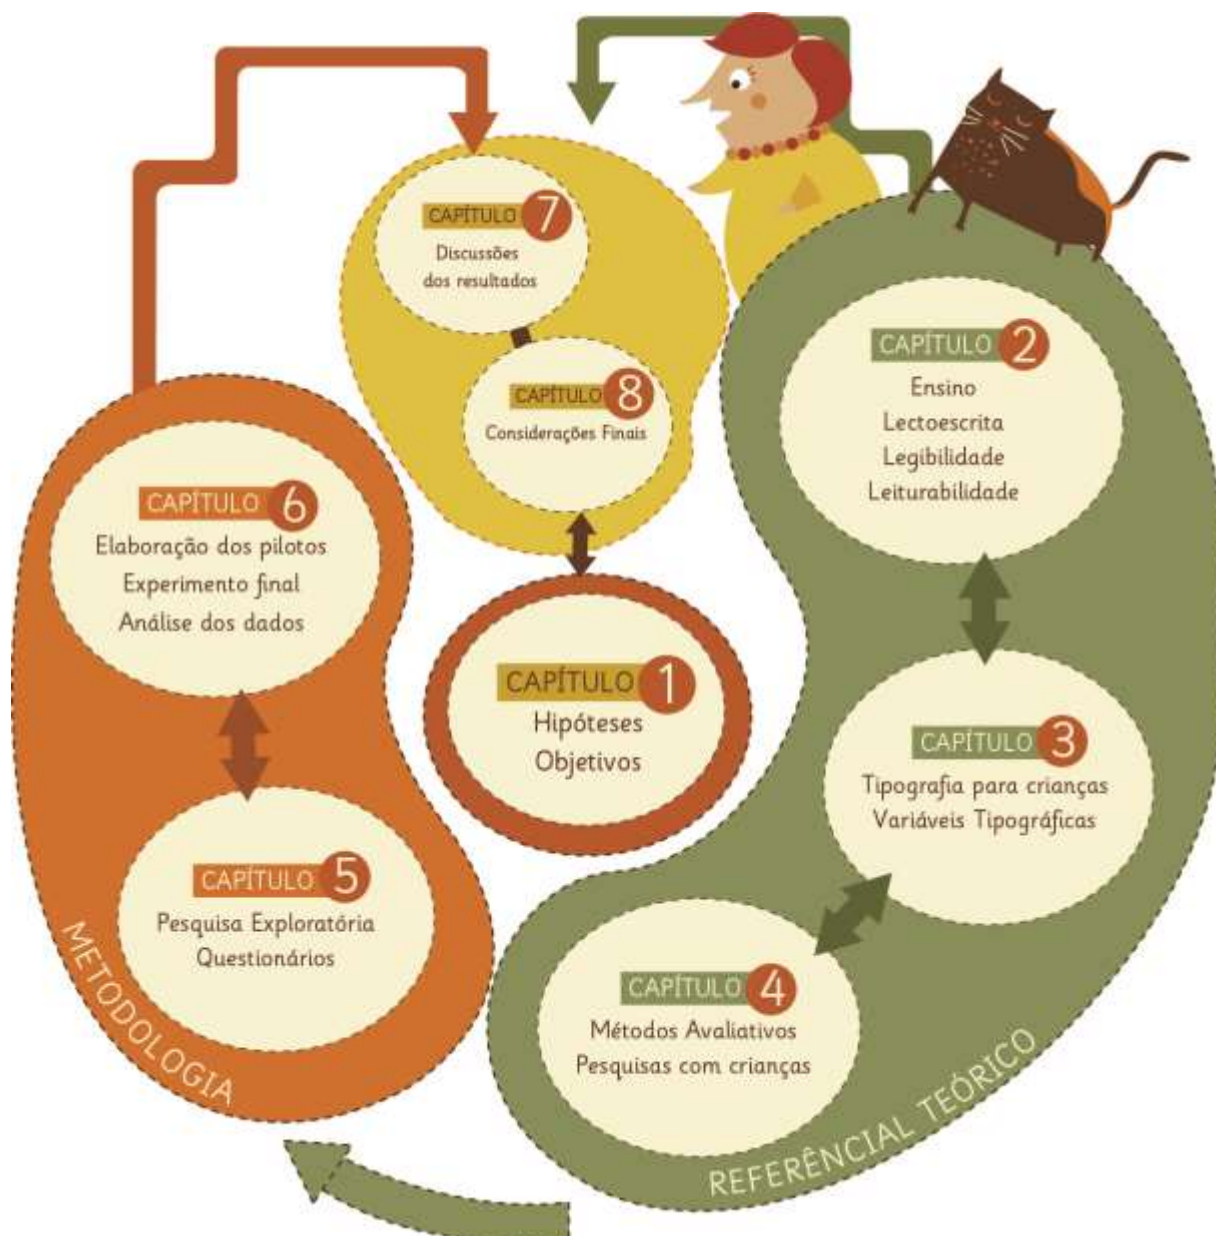 CAPÍTULO 7
Discussões
dos resultados
CAPÍTULO 8
Considerações Finais
CAPÍTULO 1
Hipóteses
Objetivos
CAPÍTULO 2
Ensino
Lectoescrita
Legibilidade
Leiturabilidade
CAPÍTULO 3
Tipografia para crianças
Variáveis Tipográficas
CAPÍTULO 4
Métodos Avaliativos
Pesquisas com crianças
REFERÊNCIAL TEÓRICO
CAPÍTULO 6
Elaboração dos pilotos
Experimento final
Análise dos dados
CAPÍTULO 5
Pesquisa Exploratória
Questionários
METODOLOGIA